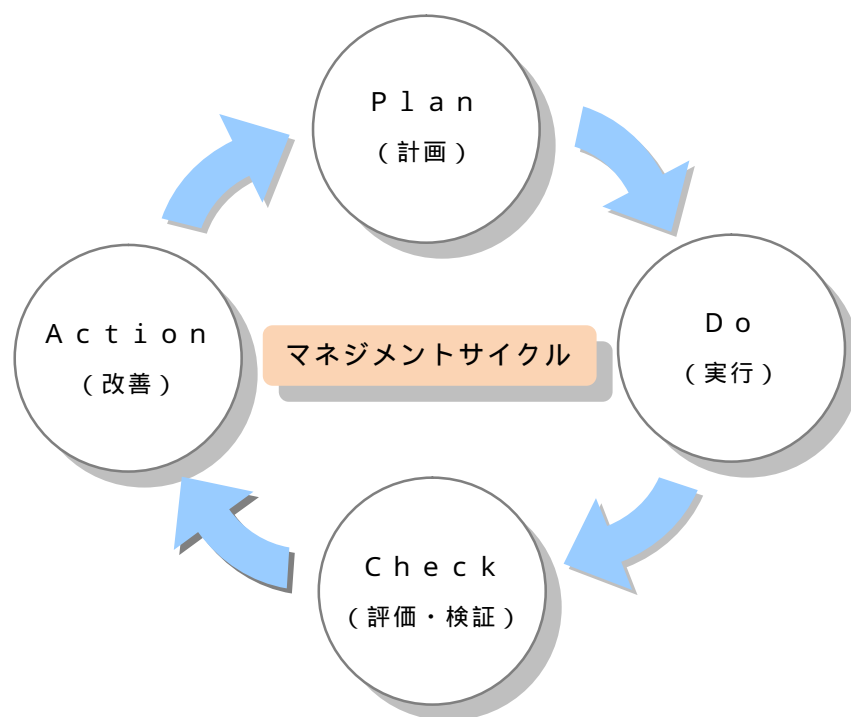 Ｐｌａｎ
（計画）
Ｄｏ
（実行）
Ａｃｔｉｏｎ
（改善）
マネジメントサイクル
Ｃｈｅｃｋ
（評価・検証）